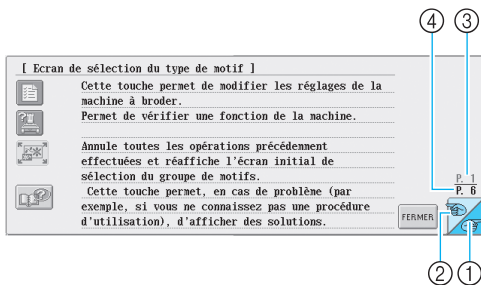 ④ ③
[ Ecran de sélection du type de motif ]
Cette touche permet de modifier les réglages de la
machine à broder.
Permet de vérifier une fonction de la machine.
Annule toutes les opérations précédemment
effectuées et réaffiche l'écran initial de
sélection du groupe de motifs.
Cette touche permet, en cas de problème (par
exemple, si vous ne connaissez pas une procédure
d'utilisation), d'afficher des solutions.
P. 1
P. 6
FERMER
② ①